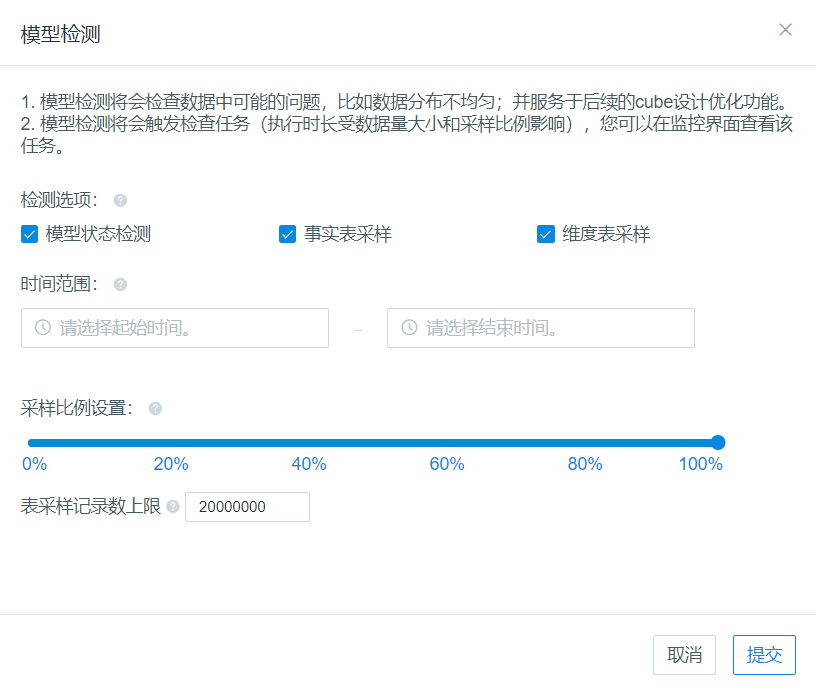 模型检测
1. 模型检测将会检查数据中可能的问题，比如数据分布不均匀；并服务于后续的cube设计优化功能。
2. 模型检测将会触发检查任务（执行时长受数据量大小和采样比例影响），您可以在监控界面查看该
任务。
检测选项：
模型状态检测 事实表采样 维度表采样
时间范围：
请选择起始时间。 – 请选择结束时间。
采样比例设置：
0% 20% 40% 60% 80% 100%
表采样记录数上限 20000000
取消 提交